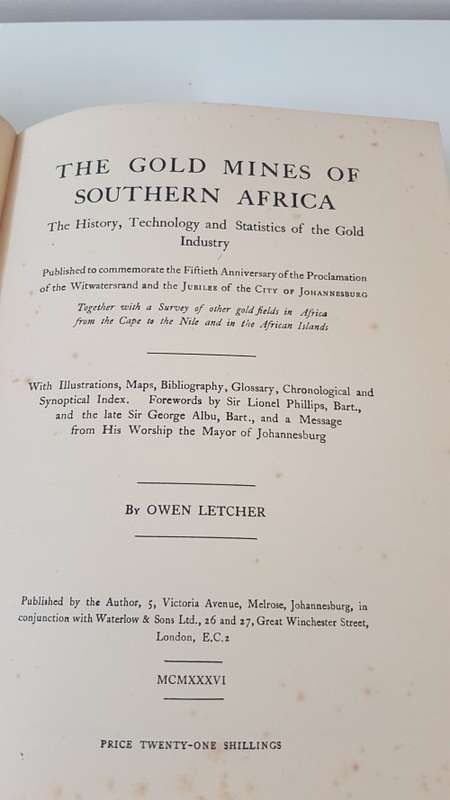 THE GOLD MINES OF
SOUTHERN AFRICA
The History, Technology and Statistics of the Gold
Industry
Published to commemorate the Fiftieth Anniversary of the Proclamation
of the Witwatersrand and the JUBILEE of the CITY OF JOHANNESBURG
Together with a Survey of other goldfields in Africa
from the Cape to the Nile and in the African Islands
With Illustrations, Maps, Bibliography, Glossary, Chronological and
Synoptical Index. Forewords by Sir Lionel Phillips, Bart.,
and the late Sir George Albu, Bart., and a Message
from His Worship the Mayor of Johannesburg
By OWEN LETCHER
Published by the Author, 5, Victoria Avenue, Melrose, Johannesburg, in
conjunction with Waterlow & Sons Ltd., 26 and 27, Great Winchester Street,
London, E.C.2
MCMXXXVI
PRICE TWENTY-ONE SHILLINGS